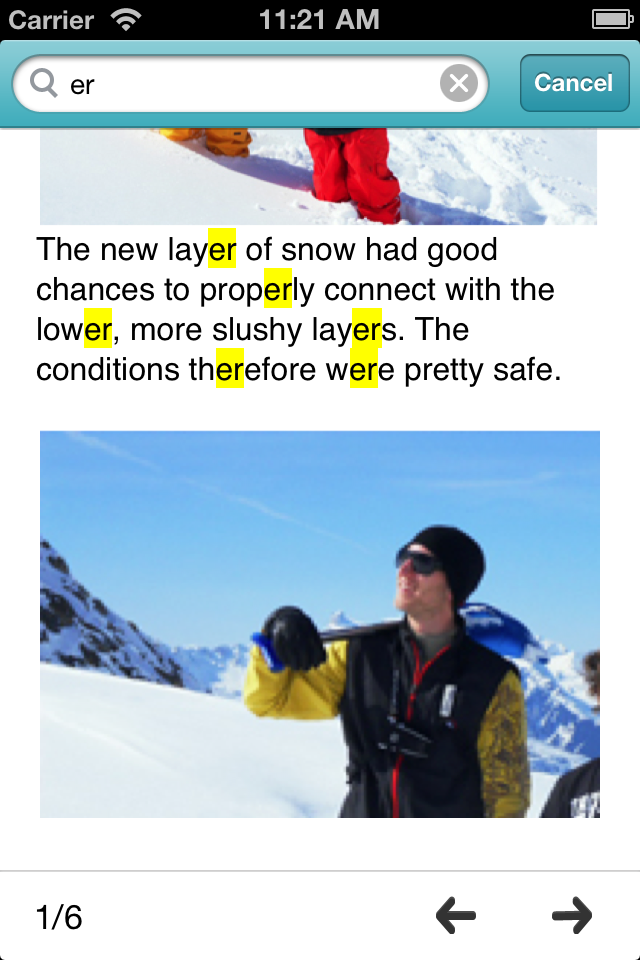 Carrier 11:21 AM
er Cancel
The new layer of snow had good
chances to properly connect with the
lower, more slushy layers. The
conditions therefore were pretty safe.
1/6